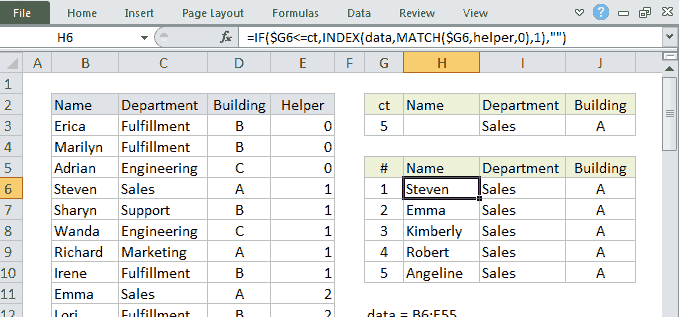 File Home Insert Page Layout Formulas Data Review View
H6 fx =IF($G6<=ct,INDEX(data,MATCH($G6,helper,0),1),"")
A B C D E F G H I J
1
2 Name Department Building Helper ct Name Department Building
3 Erica Fulfillment B 0 5 Sales A
4 Marilyn Fulfillment B 0
5 Adrian Engineering C 0 # Name Department Building
6 Steven Sales A 1 1 Steven Sales A
7 Sharyn Support B 1 2 Emma Sales A
8 Wanda Engineering C 1 3 Kimberly Sales A
9 Richard Marketing A 1 4 Robert Sales A
10 Irene Fulfillment B 1 5 Angeline Sales A
11 Emma Sales A 2
12 Lori Fulfillment B 2 data = B6:E55